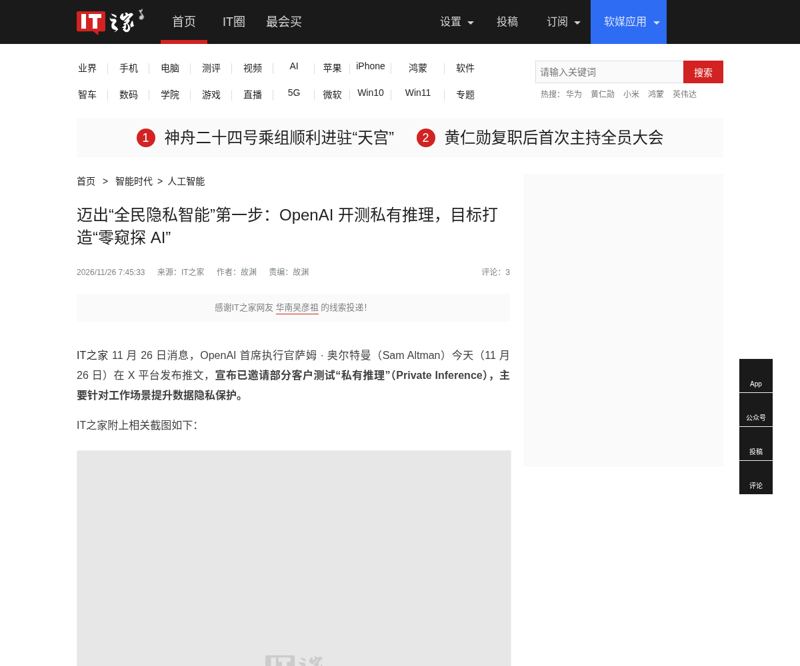 IT之家
首页 IT圈 最会买 设置 投稿 订阅 软媒应用
业界 手机 电脑 测评 视频 AI 苹果 iPhone 鸿蒙 软件
智车 数码 学院 游戏 直播 5G 微软 Win10 Win11 专题
请输入关键词 搜索
热搜： 华为 黄仁勋 小米 鸿蒙 英伟达
1 神舟二十四号乘组顺利进驻“天宫” 2 黄仁勋复职后首次主持全员大会
首页 > 智能时代 > 人工智能
迈出“全民隐私智能”第一步：OpenAI 开测私有推理，目标打
造“零窥探 AI”
2026/11/26 7:45:33 来源：IT之家 作者：故渊 责编：故渊 评论：3
感谢IT之家网友 华南吴彦祖 的线索投递！
IT之家 11 月 26 日消息，OpenAI 首席执行官萨姆 · 奥尔特曼（Sam Altman）今天（11 月
26 日）在 X 平台发布推文，宣布已邀请部分客户测试“私有推理”（Private Inference），主
要针对工作场景提升数据隐私保护。
IT之家附上相关截图如下：
IT之家
App
公众号
投稿
评论